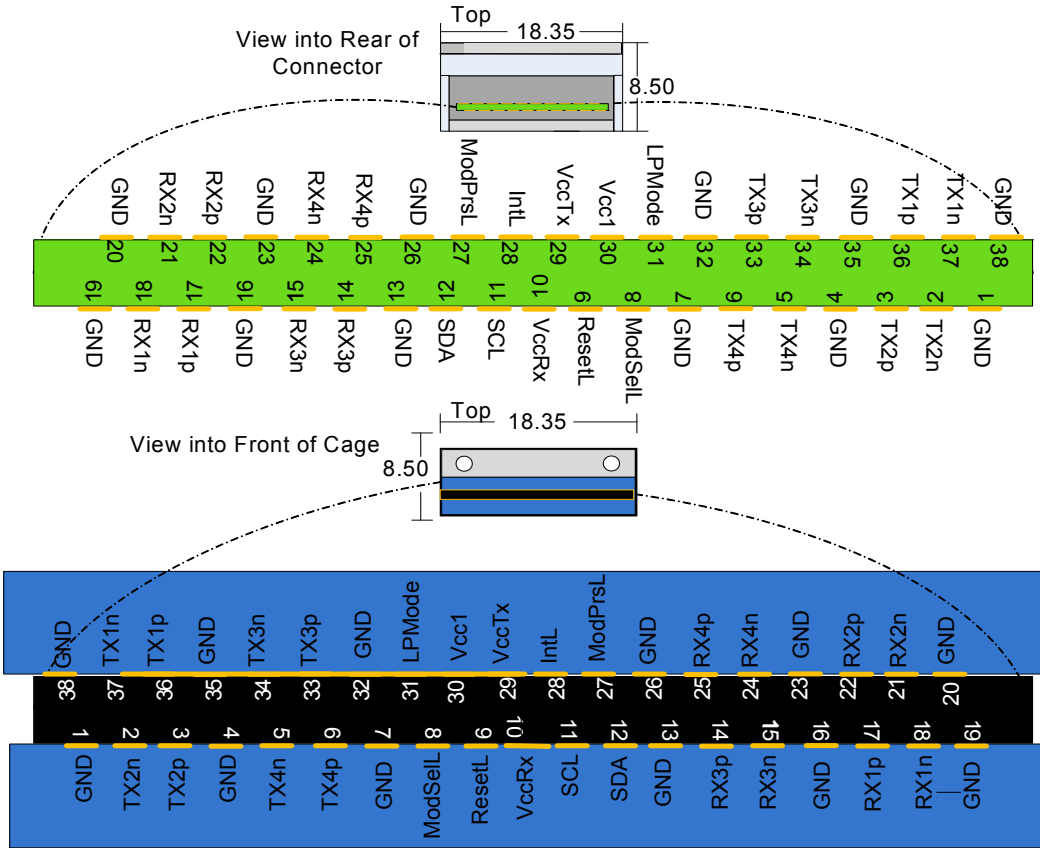 Top
18.35
View into Rear of
Connector
8.50
GND RX2n RX2p GND RX4n RX4p GND ModPrsL IntL VccTx Vcc1 LPMode GND TX3p TX3n GND TX1p TX1n GND
20 21 22 23 24 25 26 27 28 29 30 31 32 33 34 35 36 37 38
19 18 17 16 15 14 13 12 11 10 9 8 7 6 5 4 3 2 1
GND RX1n RX1p GND RX3n RX3p GND SDA SCL VccRx ResetL ModSelL GND TX4p TX4n GND TX2p TX2n GND
Top
18.35
View into Front of Cage
8.50
GND TX1n TX1p GND TX3n TX3p GND LPMode Vcc1 VccTx IntL ModPrsL GND RX4p RX4n GND RX2p RX2n GND
38 37 36 35 34 33 32 31 30 29 28 27 26 25 24 23 22 21 20
1 2 3 4 5 6 7 8 9 10 11 12 13 14 15 16 17 18 19
GND TX2n TX2p GND TX4n TX4p GND ModSelL ResetL VccRx SCL SDA GND RX3p RX3n GND RX1p RX1n GND